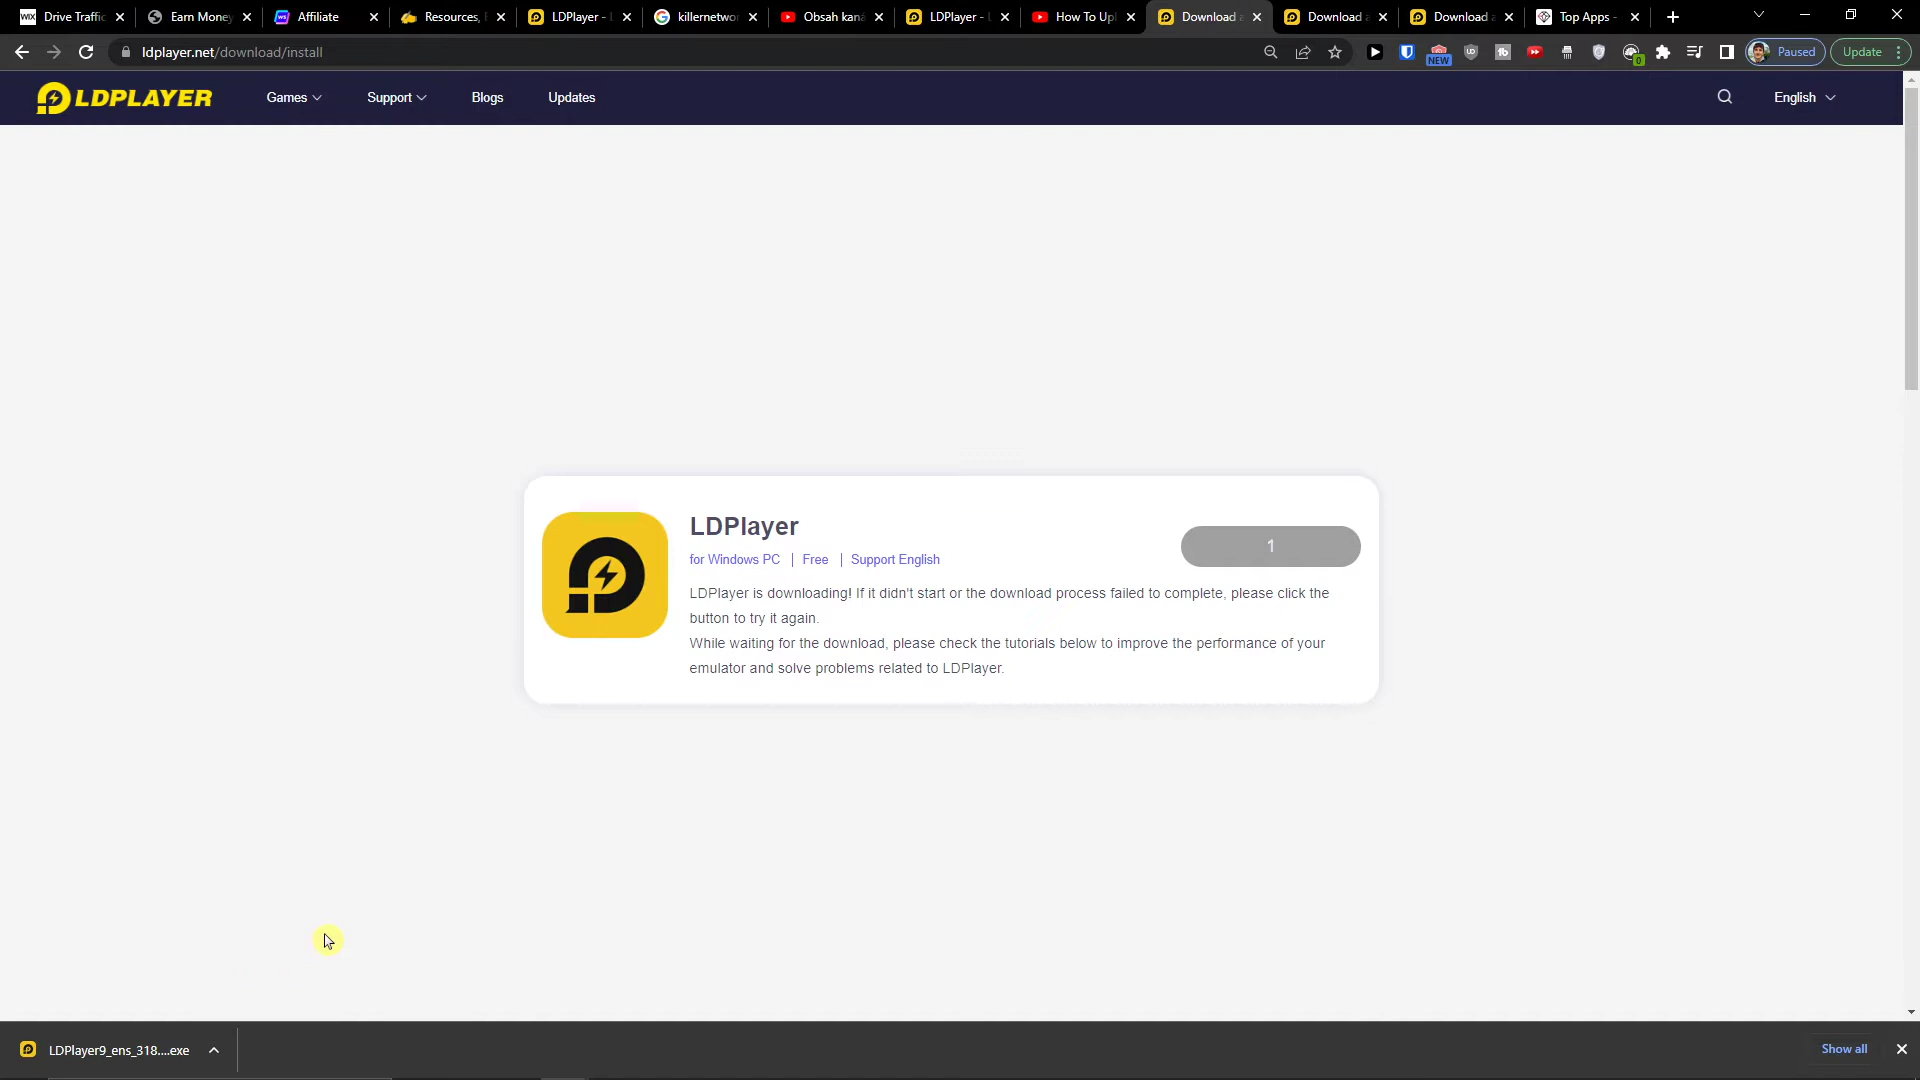 Drive Traffic
Earn Money
Affiliate
Resources,
LDPlayer -
killernetwo
Obsah kaná
LDPlayer -
How To Upl
Download
Download
Download
Top Apps -
ldplayer.net/download/install
NEW
0
Paused
Update
LDPLAYER
Games
Support
Blogs
Updates
English
LDPlayer
for Windows PC | Free | Support English
1
LDPlayer is downloading! If it didn't start or the download process failed to complete, please click the
button to try it again.
While waiting for the download, please check the tutorials below to improve the performance of your
emulator and solve problems related to LDPlayer.
LDPlayer9_ens_318....exe
Show all